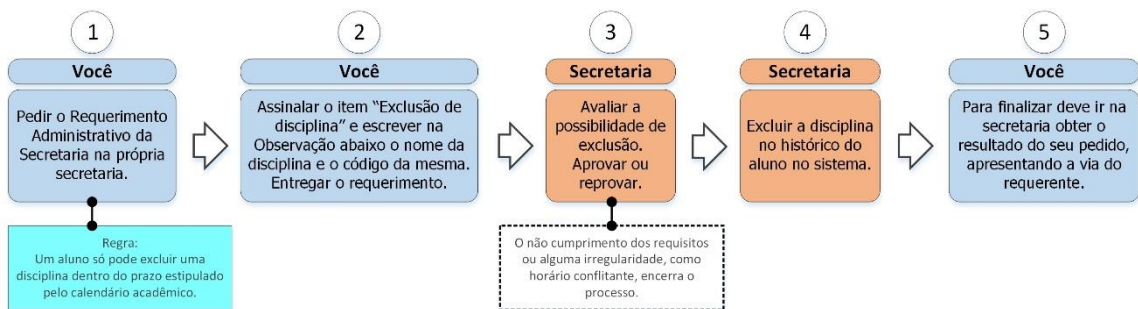 1
Você
Pedir o Requerimento
Administrativo da
Secretaria na própria
secretaria.
Regra:
Um aluno só pode excluir uma
disciplina dentro do prazo estipulado
pelo calendário acadêmico.
2
Você
Assinalar o item “Exclusão de
disciplina” e escrever na
Observação abaixo o nome da
disciplina e o código da mesma.
Entregar o requerimento.
3
Secretaria
Avaliar a
possibilidade de
exclusão.
Aprovar ou
reprovar.
O não cumprimento dos requisitos
ou alguma irregularidade, como
horário conflitante, encerra o
processo.
4
Secretaria
Excluir a disciplina
no histórico do
aluno no sistema.
5
Você
Para finalizar deve ir na
secretaria obter o
resultado do seu pedido,
apresentando a via do
requerente.